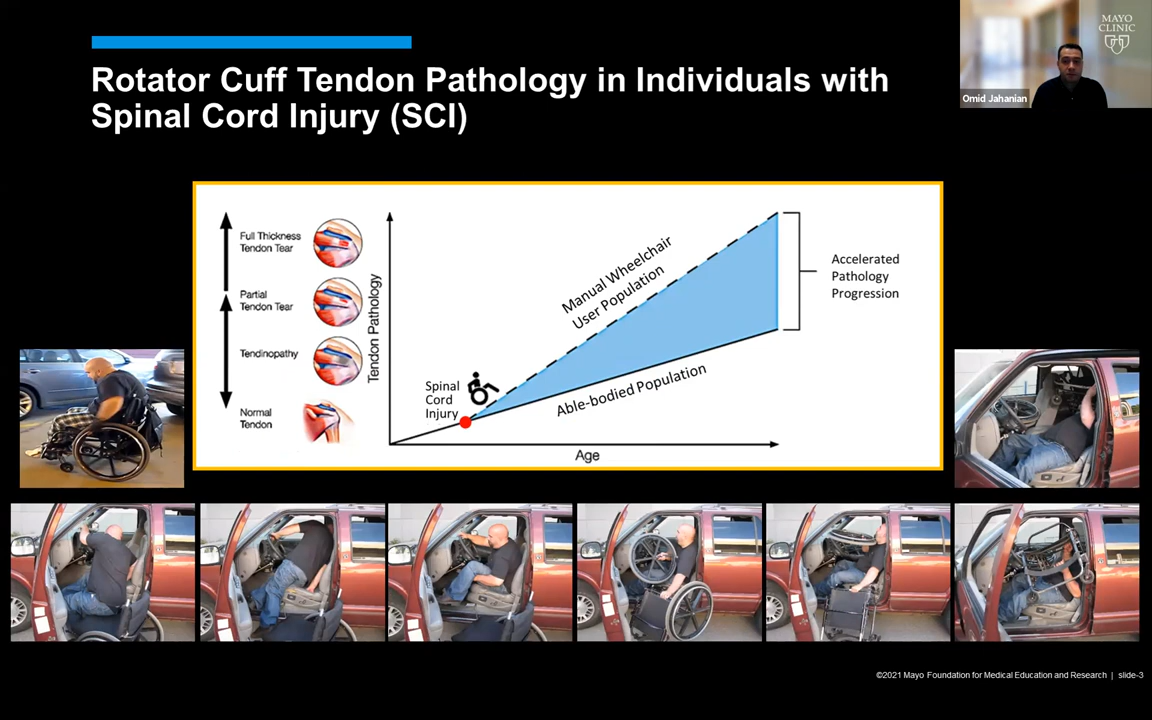 MAYO
CLINIC
Omid Jahanian
Rotator Cuff Tendon Pathology in Individuals with
Spinal Cord Injury (SCI)
Full Thickness
Tendon Tear
Partial
Tendon Tear
Tendinopathy
Normal
Tendon
Tendon Pathology
Spinal
Cord
Injury
Manual Wheelchair
User Population
Able-bodied Population
Age
Accelerated
Pathology
Progression
©2021 Mayo Foundation for Medical Education and Research | slide-3